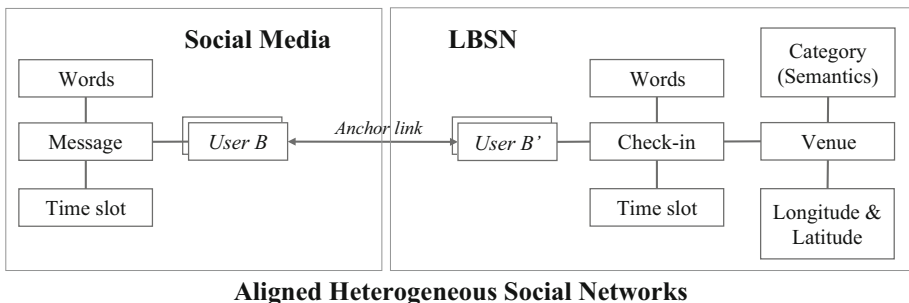 Social Media
Words
Message
User B
Time slot
Anchor link
LBSN
Words
User B’
Check-in
Time slot
Category
(Semantics)
Venue
Longitude &
Latitude
Aligned Heterogeneous Social Networks